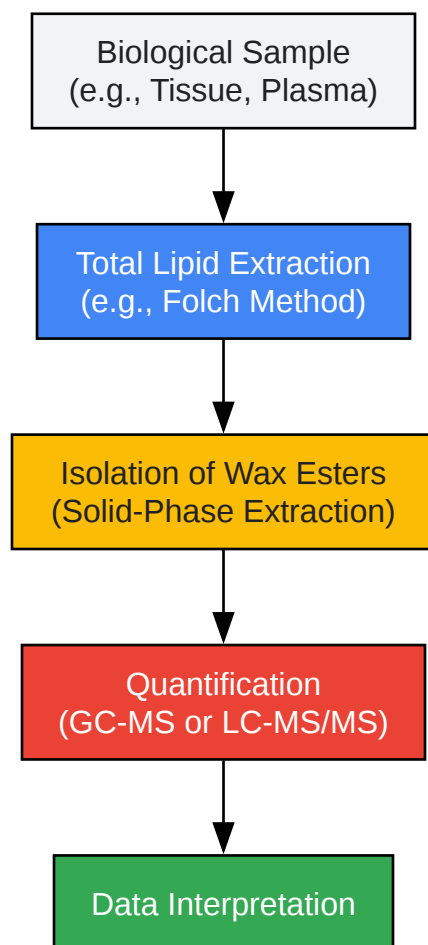 Biological Sample
(e.g., Tissue, Plasma)
Total Lipid Extraction
(e.g., Folch Method)
Isolation of Wax Esters
(Solid-Phase Extraction)
Quantification
(GC-MS or LC-MS/MS)
Data Interpretation